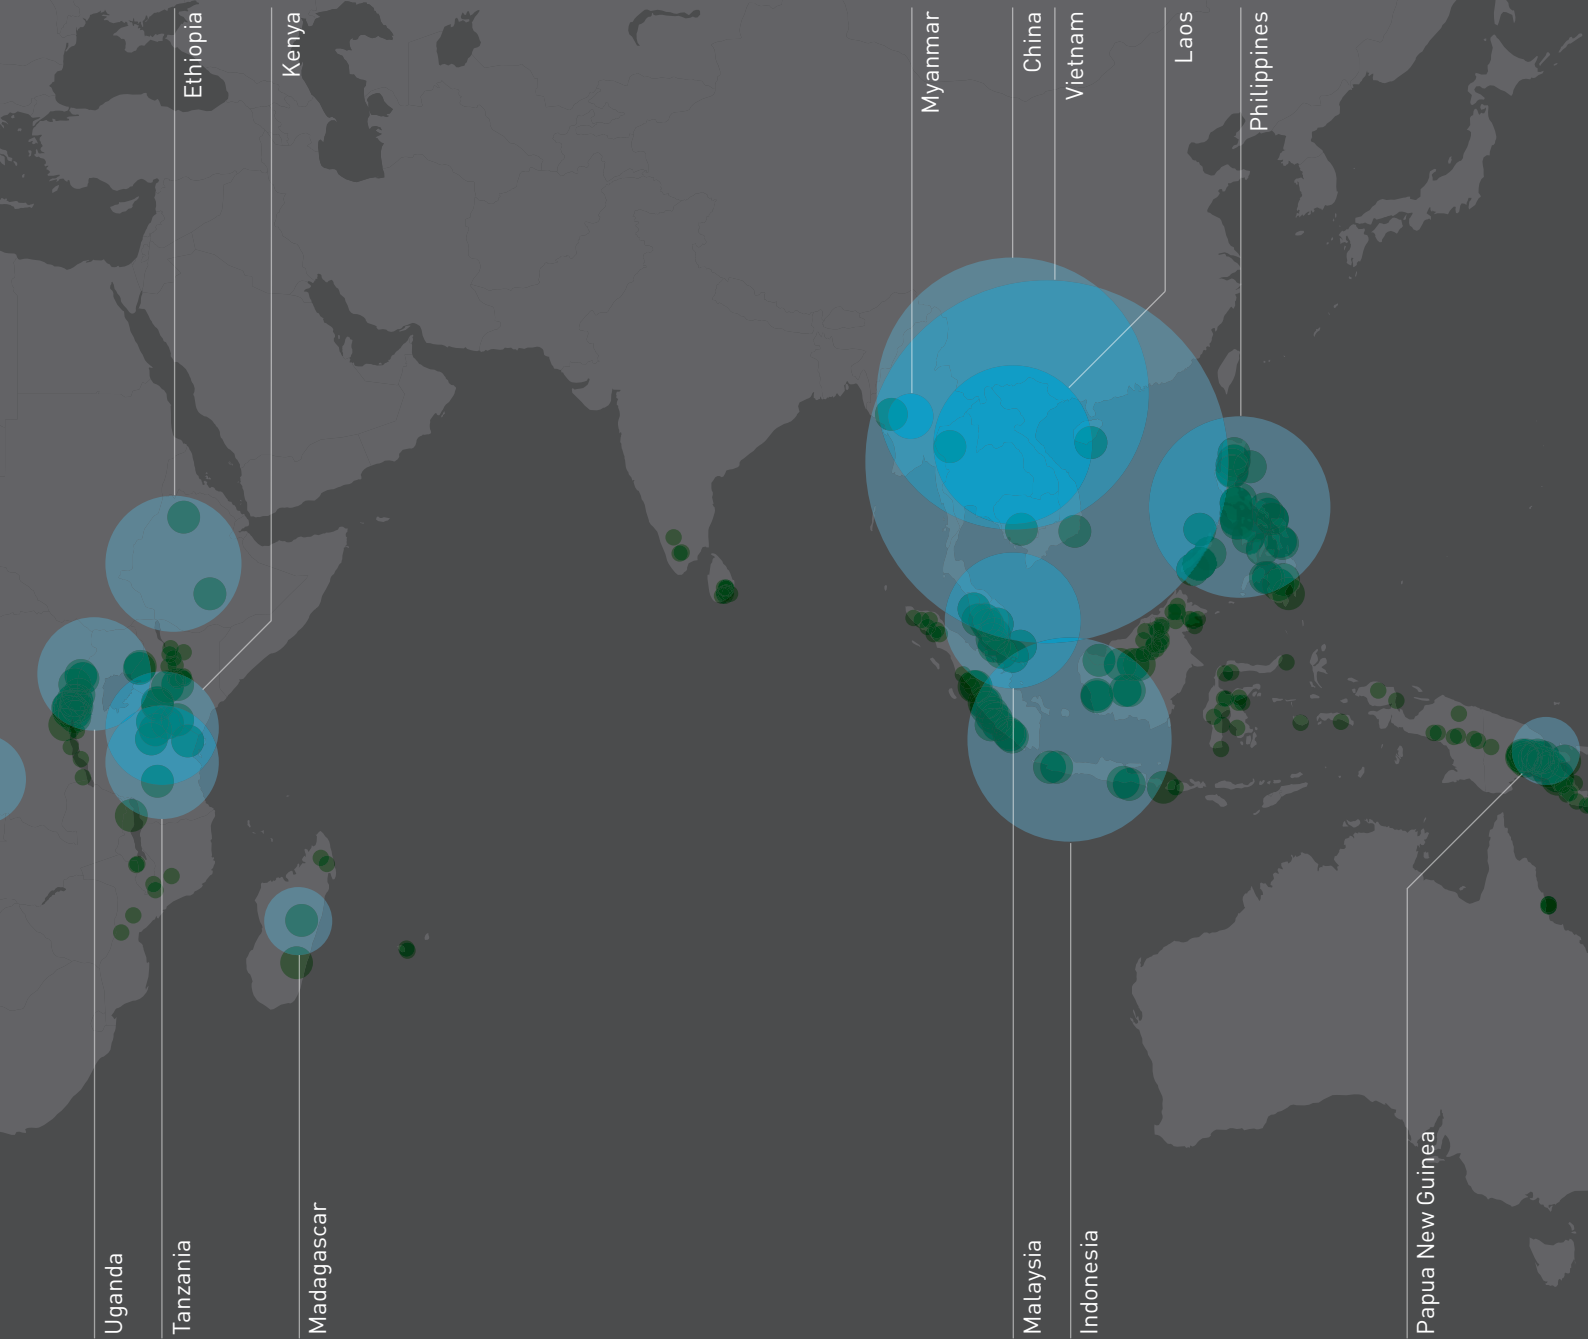 Ethiopia
Kenya
Myanmar
China
Vietnam
Laos
Philippines
Uganda
Tanzania
Madagascar
Malaysia
Indonesia
Papua New Guinea